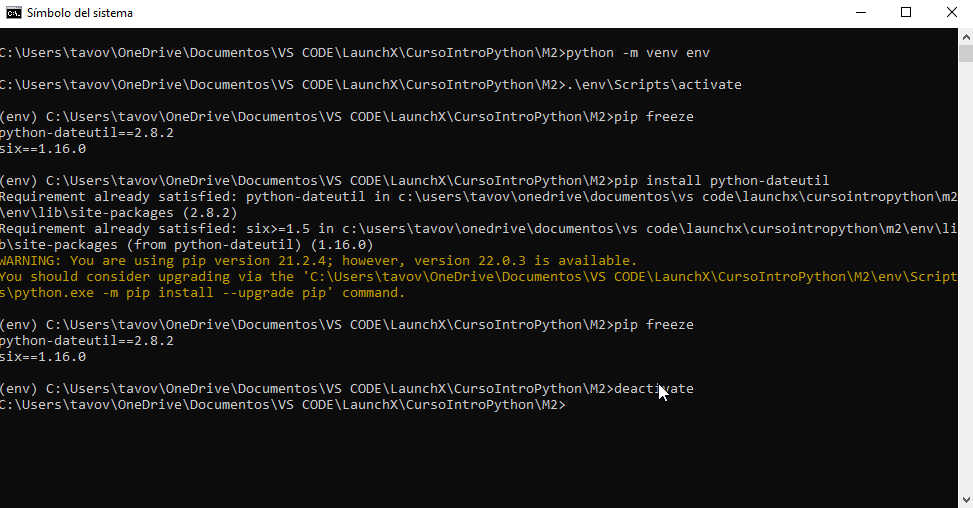 Símbolo del sistema
C:\Users\tavov\OneDrive\Documentos\VS CODE\LaunchX\CursoIntroPython\M2>python -m venv env
C:\Users\tavov\OneDrive\Documentos\VS CODE\LaunchX\CursoIntroPython\M2>.\env\Scripts\activate
(env) C:\Users\tavov\OneDrive\Documentos\VS CODE\LaunchX\CursoIntroPython\M2>pip freeze
python-dateutil==2.8.2
six==1.16.0
(env) C:\Users\tavov\OneDrive\Documentos\VS CODE\LaunchX\CursoIntroPython\M2>pip install python-dateutil
Requirement already satisfied: python-dateutil in c:\users\tavov\onedrive\documentos\vs code\launchx\cursointropython\m2
\env\lib\site-packages (2.8.2)
Requirement already satisfied: six>=1.5 in c:\users\tavov\onedrive\documentos\vs code\launchx\cursointropython\m2\env\li
b\site-packages (from python-dateutil) (1.16.0)
WARNING: You are using pip version 21.2.4; however, version 22.0.3 is available.
You should consider upgrading via the 'C:\Users\tavov\OneDrive\Documentos\VS CODE\LaunchX\CursoIntroPython\M2\env\Script
s\python.exe -m pip install --upgrade pip' command.
(env) C:\Users\tavov\OneDrive\Documentos\VS CODE\LaunchX\CursoIntroPython\M2>pip freeze
python-dateutil==2.8.2
six==1.16.0
(env) C:\Users\tavov\OneDrive\Documentos\VS CODE\LaunchX\CursoIntroPython\M2>deactivate
C:\Users\tavov\OneDrive\Documentos\VS CODE\LaunchX\CursoIntroPython\M2>